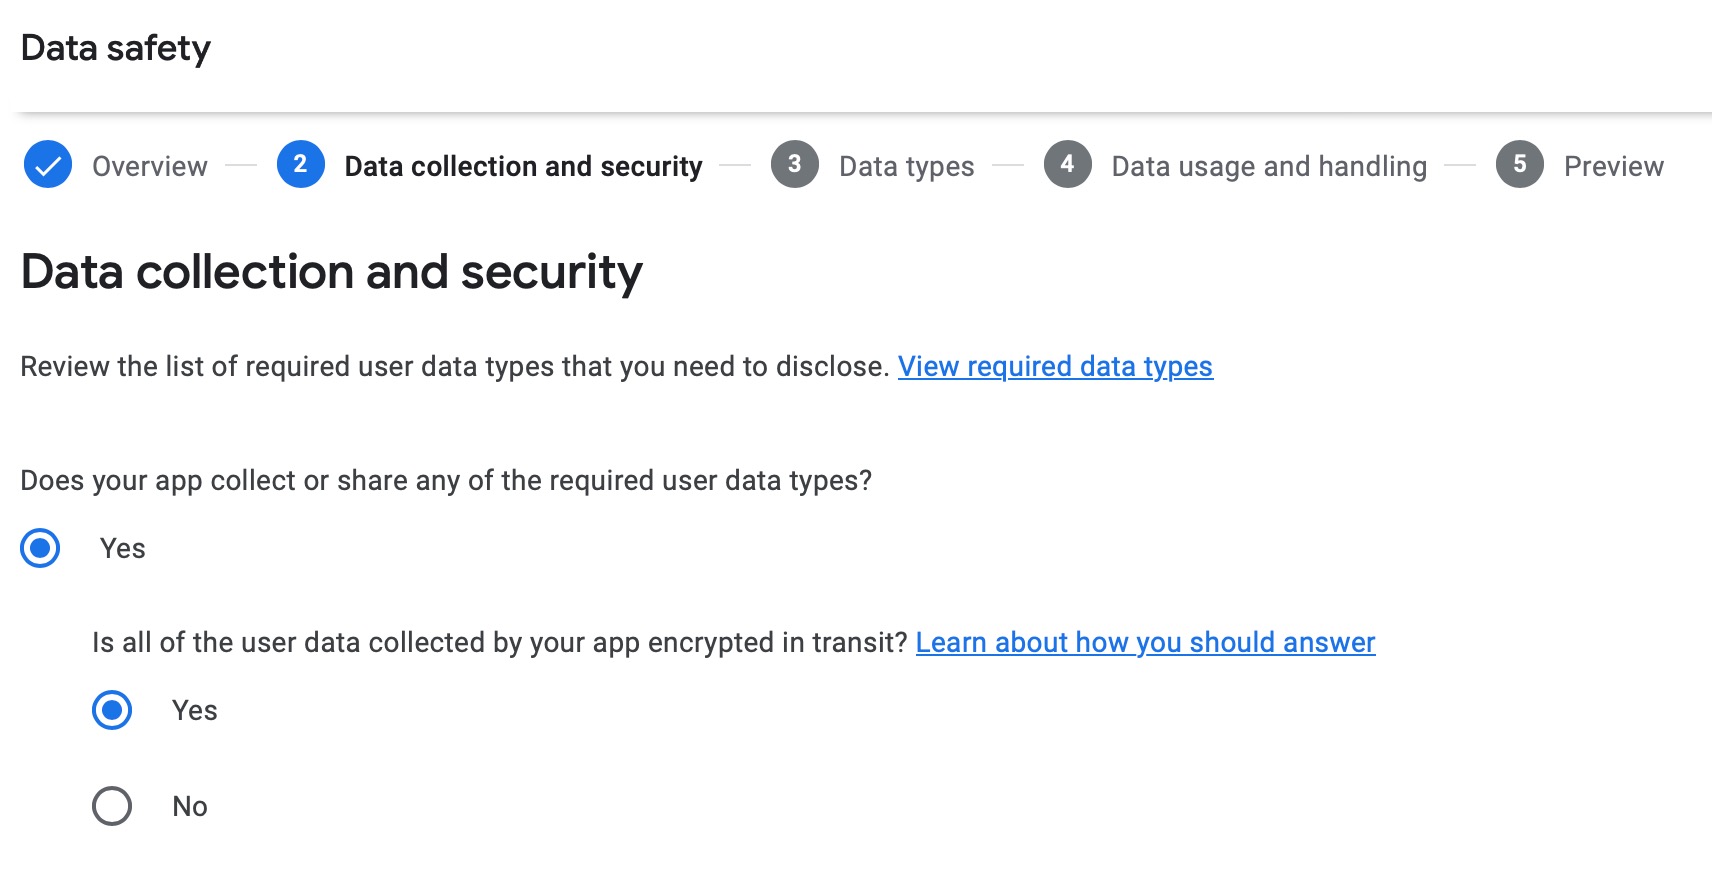 Data safety
Overview 2 Data collection and security 3 Data types 4 Data usage and handling 5 Preview
Data collection and security
Review the list of required user data types that you need to disclose. View required data types
Does your app collect or share any of the required user data types?
Yes
Is all of the user data collected by your app encrypted in transit? Learn about how you should answer
Yes
No